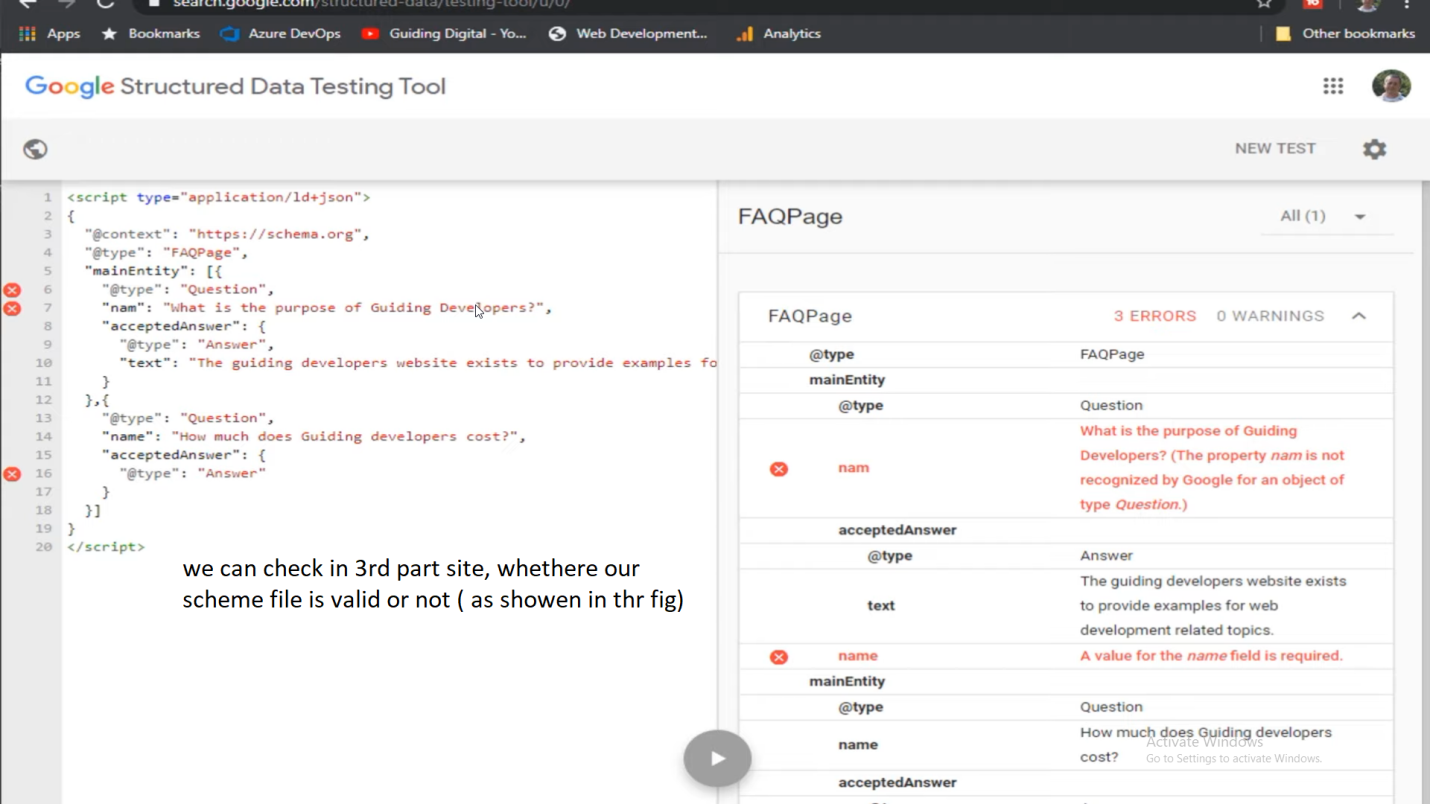 search.google.com/structured-data/testing-tool/u/0/
Apps Bookmarks Azure DevOps Guiding Digital - Yo... Web Development... Analytics Other bookmarks
Google Structured Data Testing Tool
NEW TEST
1 <script type="application/ld+json">
2 {
3 "@context": "https://schema.org",
4 "@type": "FAQPage",
5 "mainEntity": [{
6 "@type": "Question",
7 "nam": "What is the purpose of Guiding Developers?",
8 "acceptedAnswer": {
9 "@type": "Answer",
10 "text": "The guiding developers website exists to provide examples fo
11 }
12 },{
13 "@type": "Question",
14 "name": "How much does Guiding developers cost?",
15 "acceptedAnswer": {
16 "@type": "Answer"
17 }
18 }]
19 }
20 </script>
we can check in 3rd part site, whethere our
scheme file is valid or not ( as showen in thr fig)
FAQPage All (1)
FAQPage 3 ERRORS 0 WARNINGS
@type FAQPage
mainEntity
@type Question
nam What is the purpose of Guiding
Developers? (The property nam is not
recognized by Google for an object of
type Question.)
acceptedAnswer
@type Answer
text The guiding developers website exists
to provide examples for web
development related topics.
name A value for the name field is required.
mainEntity
@type Question
name How much does Guiding developers
cost?
acceptedAnswer
Activate Windows
Go to Settings to activate Windows.